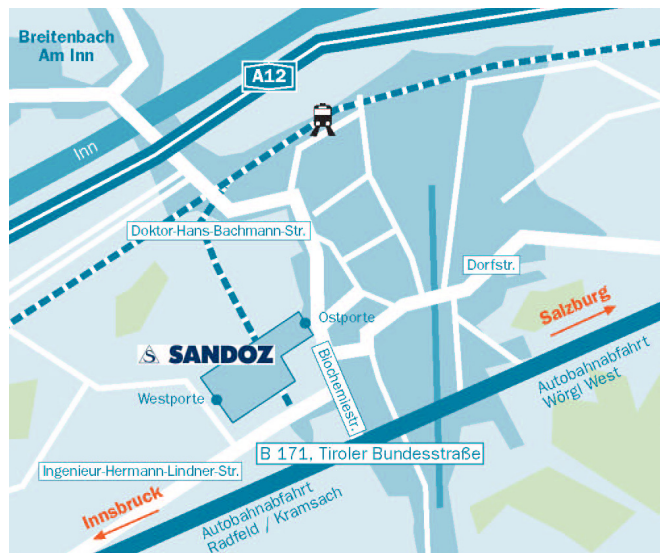 Breitenbach
Am Inn
A12
Inn
Doktor-Hans-Bachmann-Str.
Dorfstr.
Salzburg
Ostporte
S SANDOZ
Autobahnabfahrt
Wörgl West
Biochemiestr.
Westporte
B 171, Tiroler Bundesstraße
Ingenieur-Hermann-Lindner-Str.
Innsbruck
Autobahnabfahrt
Radfeld / Kramsach